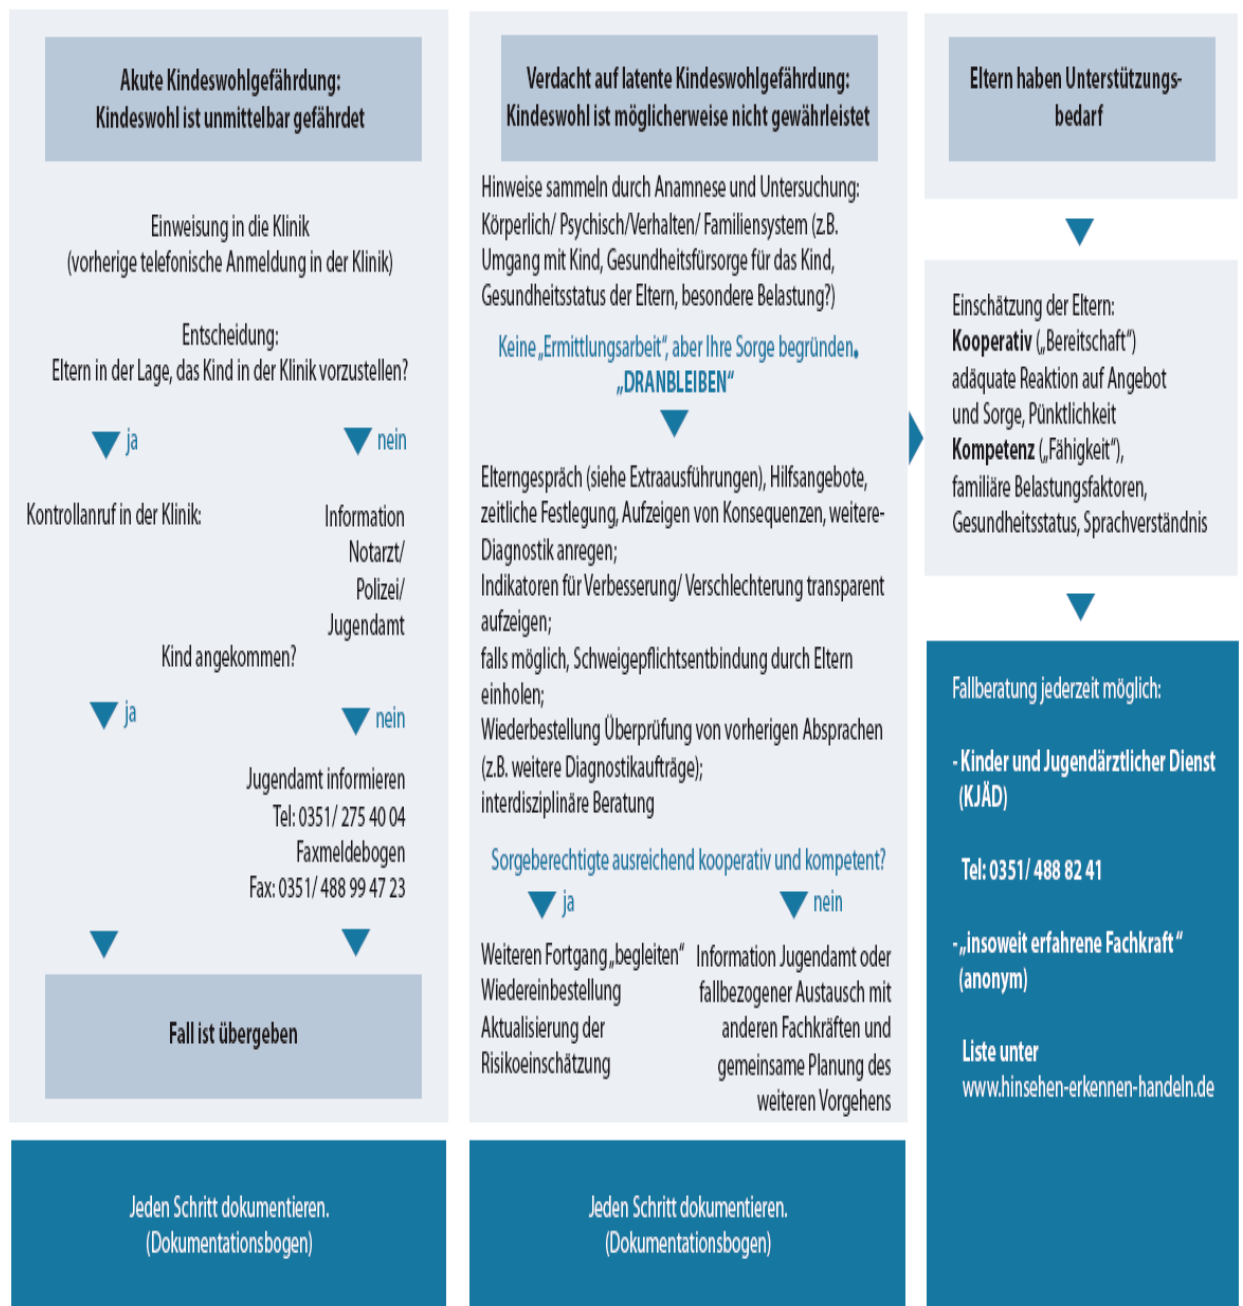 Akute Kindeswohlgefährdung:
Kindeswohl ist unmittelbar gefährdet
Einweisung in die Klinik
(vorherige telefonische Anmeldung in der Klinik)
Entscheidung:
Eltern in der Lage, das Kind in der Klinik vorzustellen?
ja
nein
Kontrollanruf in der Klinik:
Information
Notarzt/
Polizei/
Jugendamt
Kind angekommen?
ja
nein
Jugendamt informieren
Tel: 0351/ 275 40 04
Faxmeldebogen
Fax: 0351/ 488 99 47 23
Fall ist übergeben
Jeden Schritt dokumentieren.
(Dokumentationsbogen)
Verdacht auf latente Kindeswohlgefährdung:
Kindeswohl ist möglicherweise nicht gewährleistet
Hinweise sammeln durch Anamnese und Untersuchung:
Körperlich/ Psychisch/Verhalten/ Familiensystem (z.B.
Umgang mit Kind, Gesundheitsfürsorge für das Kind,
Gesundheitsstatus der Eltern, besondere Belastung?)
Keine „Ermittlungsarbeit“, aber Ihre Sorge begründen.
„DRANBLEIBEN“
Elterngespräch (siehe Extraausführungen), Hilfsangebote,
zeitliche Festlegung, Aufzeigen von Konsequenzen, weitere-
Diagnostik anregen;
Indikatoren für Verbesserung/ Verschlechterung transparent
aufzeigen;
falls möglich, Schweigepflichtsentbindung durch Eltern
einholen;
Wiederbestellung Überprüfung von vorherigen Absprachen
(z.B. weitere Diagnostikaufträge);
interdisziplinäre Beratung
Sorgeberechtigte ausreichend kooperativ und kompetent?
ja
nein
Weiteren Fortgang „begleiten“
Wiedereinbestellung
Aktualisierung der
Risikoeinschätzung
Information Jugendamt oder
fallbezogener Austausch mit
anderen Fachkräften und
gemeinsame Planung des
weiteren Vorgehens
Jeden Schritt dokumentieren.
(Dokumentationsbogen)
Eltern haben Unterstützungs-
bedarf
Einschätzung der Eltern:
Kooperativ („Bereitschaft“)
adäquate Reaktion auf Angebot
und Sorge, Pünktlichkeit
Kompetenz („Fähigkeit“),
familiäre Belastungsfaktoren,
Gesundheitsstatus, Sprachverständnis
Fallberatung jederzeit möglich:
- Kinder und Jugendärztlicher Dienst
(KJÄD)
Tel: 0351/ 488 82 41
- „insoweit erfahrene Fachkraft“
(anonym)
Liste unter
www.hinsehen-erkennen-handeln.de